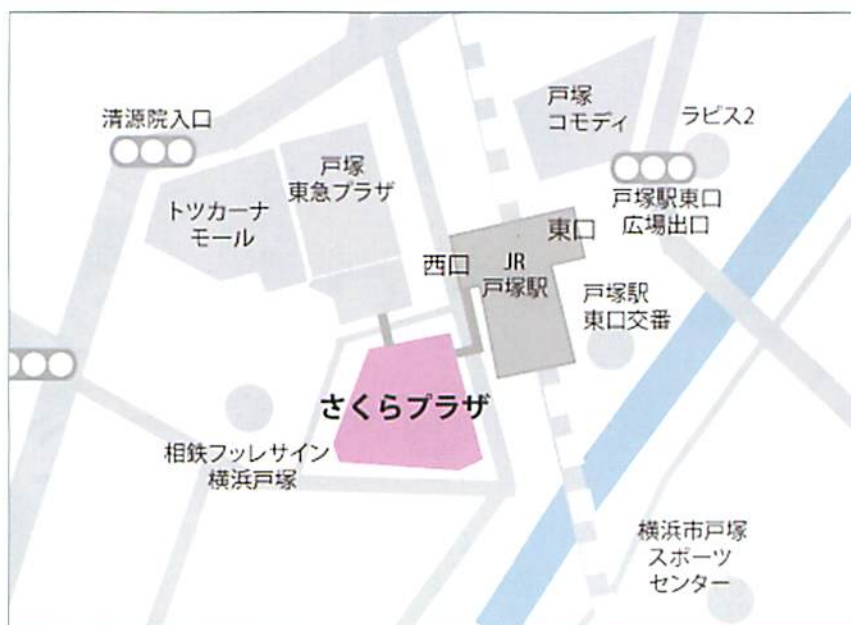 清源院入口
戸塚
コモディ
ラピス2
戸塚
東急プラザ
戸塚駅東口
広場出口
トツカーナ
モール
東口
西口
JR
戸塚駅
戸塚駅
東口交番
さくらプラザ
相鉄フッレサイン
横浜戸塚
横浜市戸塚
スポーツ
センター